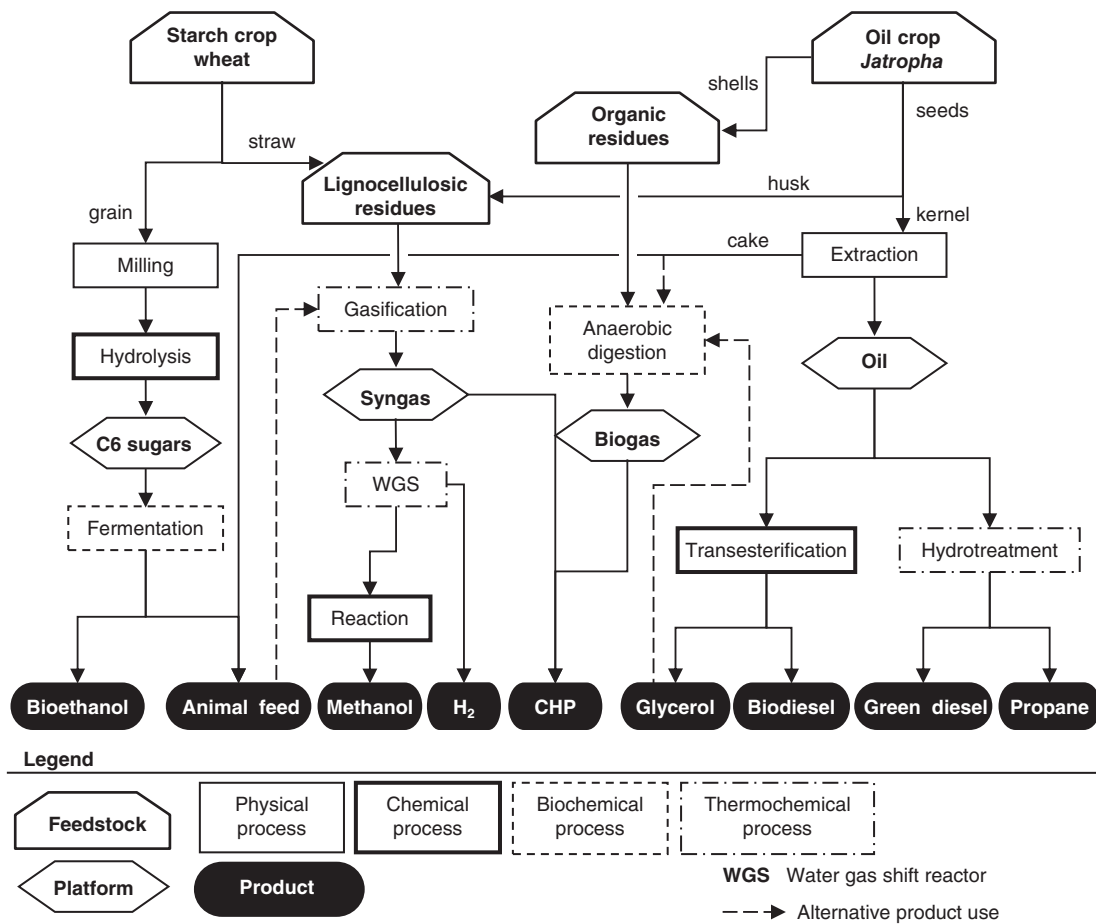 Starch crop
wheat
Oil crop
Jatropha
shells
Organic
residues
seeds
straw
Lignocellulosic
residues
husk
grain
kernel
Milling
cake
Extraction
Gasification
Anaerobic
digestion
Hydrolysis
Oil
Syngas
C6 sugars
Biogas
WGS
Fermentation
Transesterification
Hydrotreatment
Reaction
Bioethanol
Animal feed
Methanol
H2
CHP
Glycerol
Biodiesel
Green diesel
Propane
Legend
Feedstock
Physical
process
Chemical
process
Biochemical
process
Thermochemical
process
Platform
Product
WGS Water gas shift reactor
Alternative product use